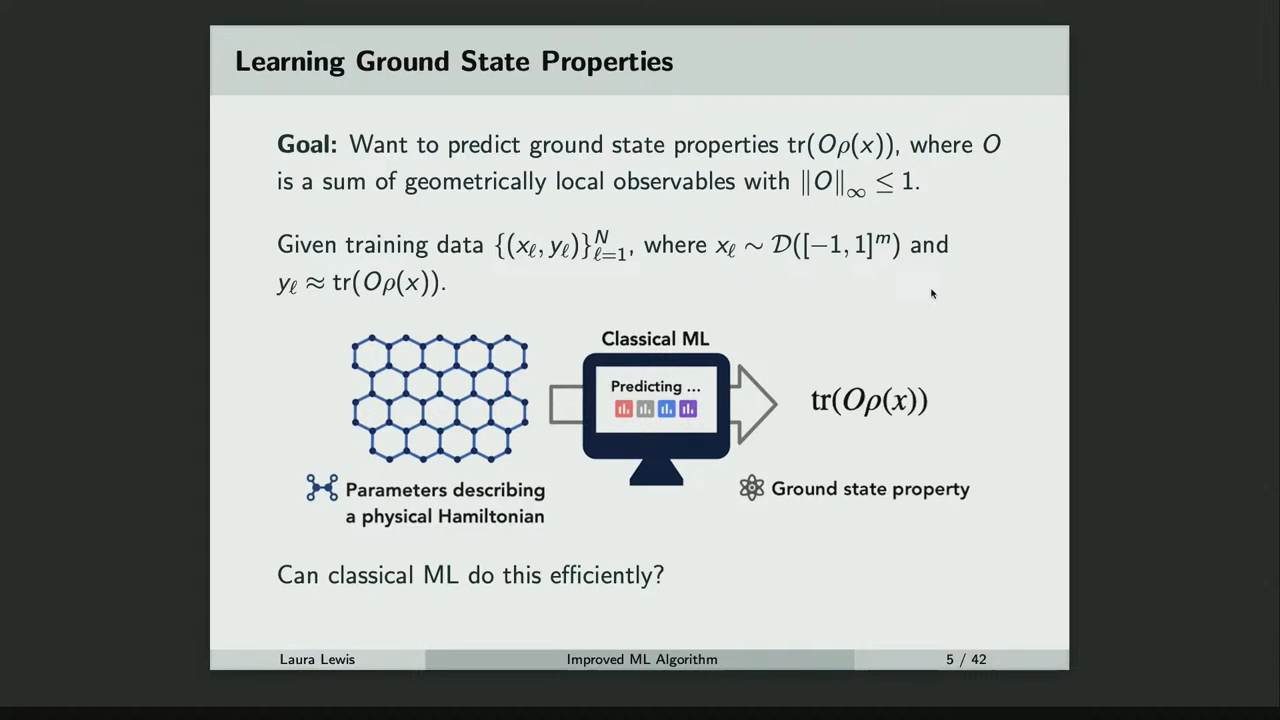 Learning Ground State Properties
Goal: Want to predict ground state properties tr(Oρ(x)), where O
is a sum of geometrically local observables with ‖O‖∞ ≤ 1.
Given training data {(xℓ, yℓ)}ᴺℓ=1, where xℓ ∼ 𝒟([−1, 1]ᵐ) and
yℓ ≈ tr(Oρ(x)).
Classical ML
Predicting ...
tr(Oρ(x))
Parameters describing
a physical Hamiltonian
Ground state property
Can classical ML do this efficiently?
Laura Lewis Improved ML Algorithm 5 / 42